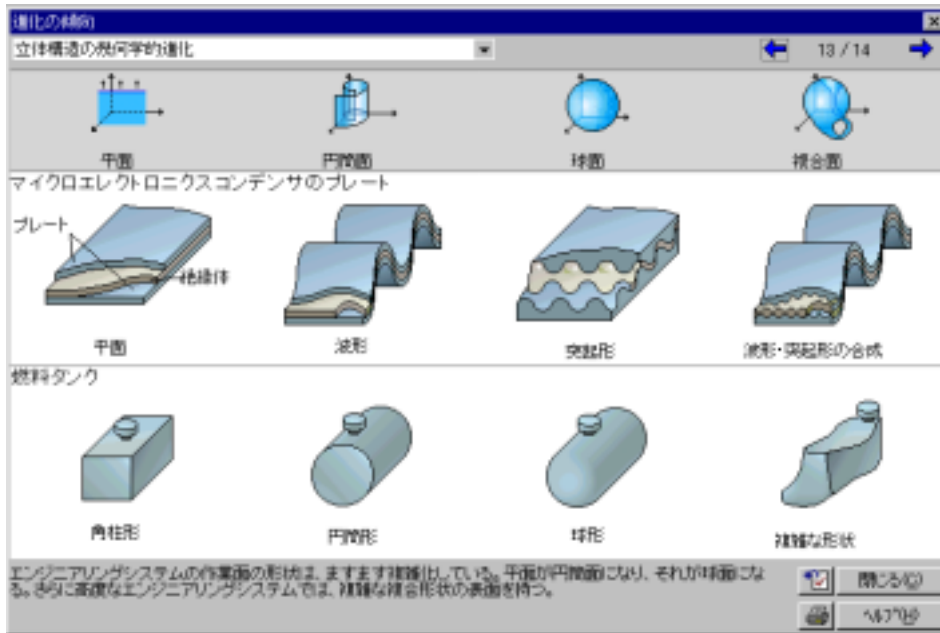 進化の傾向
立体構造の幾何学的進化
13 / 14
平面 円筒面 球面 複合面
マイクロエレクトロニクスコンデンサのプレート
プレート
絶縁体
平面 波形 突起形 波形・突起形の合成
燃料タンク
角柱形 円筒形 球形 複雑な形状
エンジニアリングシステムの作業面の形状は、ますます複雑化している。平面が円筒面になり、それが球面にな
る。さらに高度なエンジニアリングシステムでは、複雑な複合形状の表面を持つ。
閉じる(C)
ヘルプ(H)